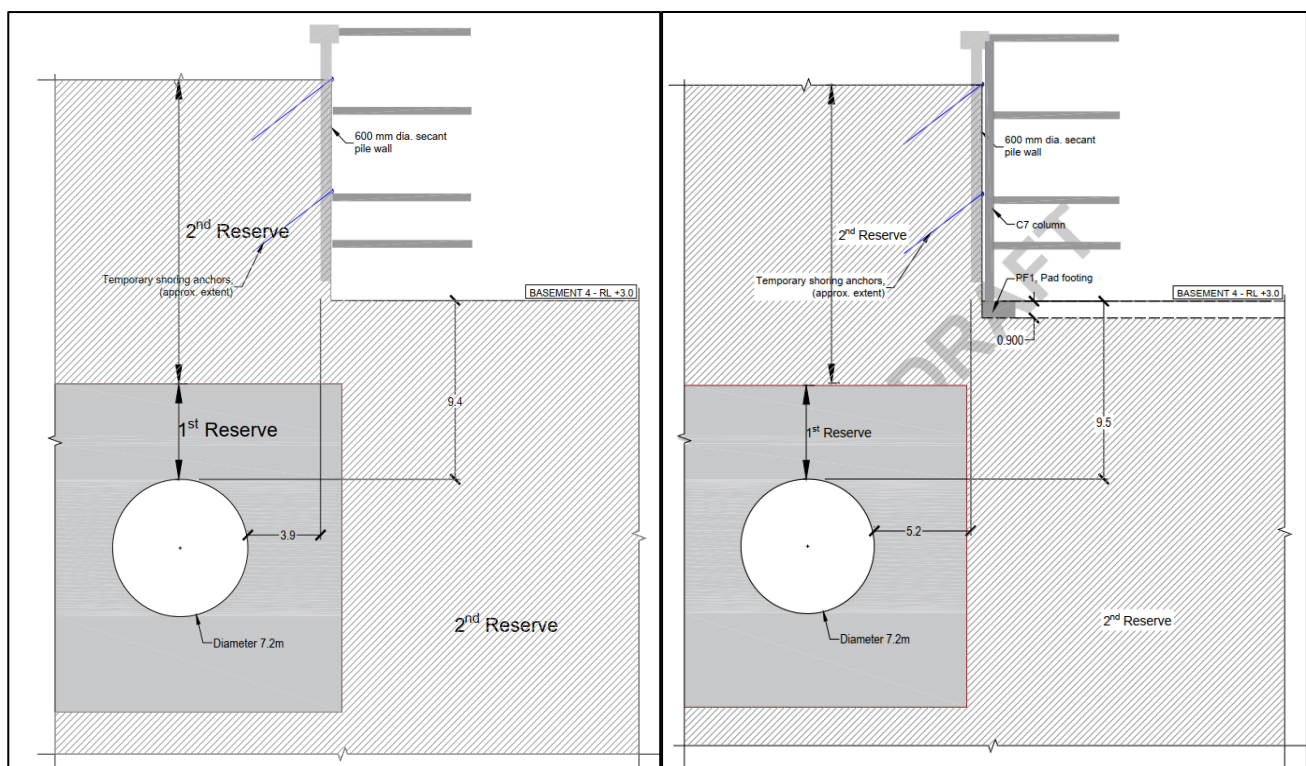 600 mm dia. secant
pile wall
2nd Reserve
Temporary shoring anchors,
(approx. extent)
BASEMENT 4 - RL +3.0
9.4
1st Reserve
3.9
Diameter 7.2m
2nd Reserve
600 mm dia. secant
pile wall
C7 column
2nd Reserve
Temporary shoring anchors,
(approx. extent)
PF1, Pad footing
BASEMENT 4 - RL +3.0
0.900
DRAFT
9.5
1st Reserve
5.2
Diameter 7.2m
2nd Reserve